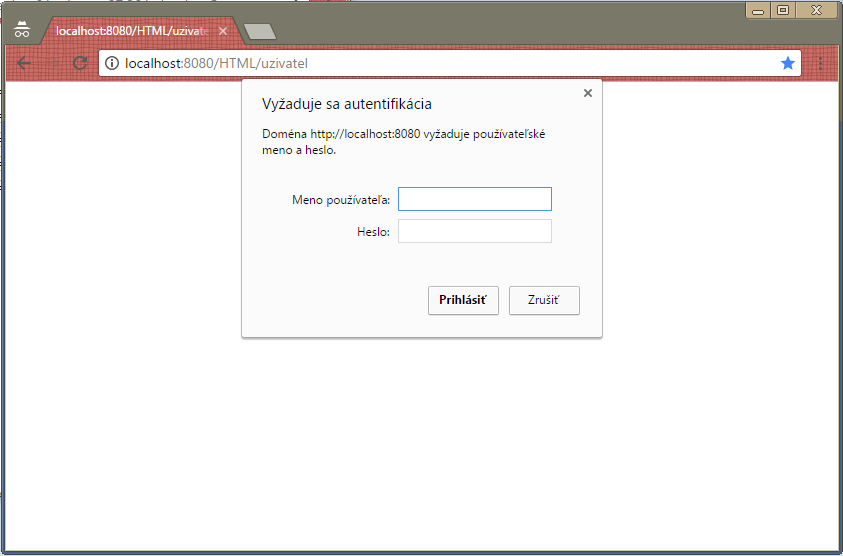 localhost:8080/HTML/uzivate
localhost:8080/HTML/uzivatel
Vyžaduje sa autentifikácia
Doména http://localhost:8080 vyžaduje používateľské
meno a heslo.
Meno používateľa:
Heslo:
Prihlásiť
Zrušiť